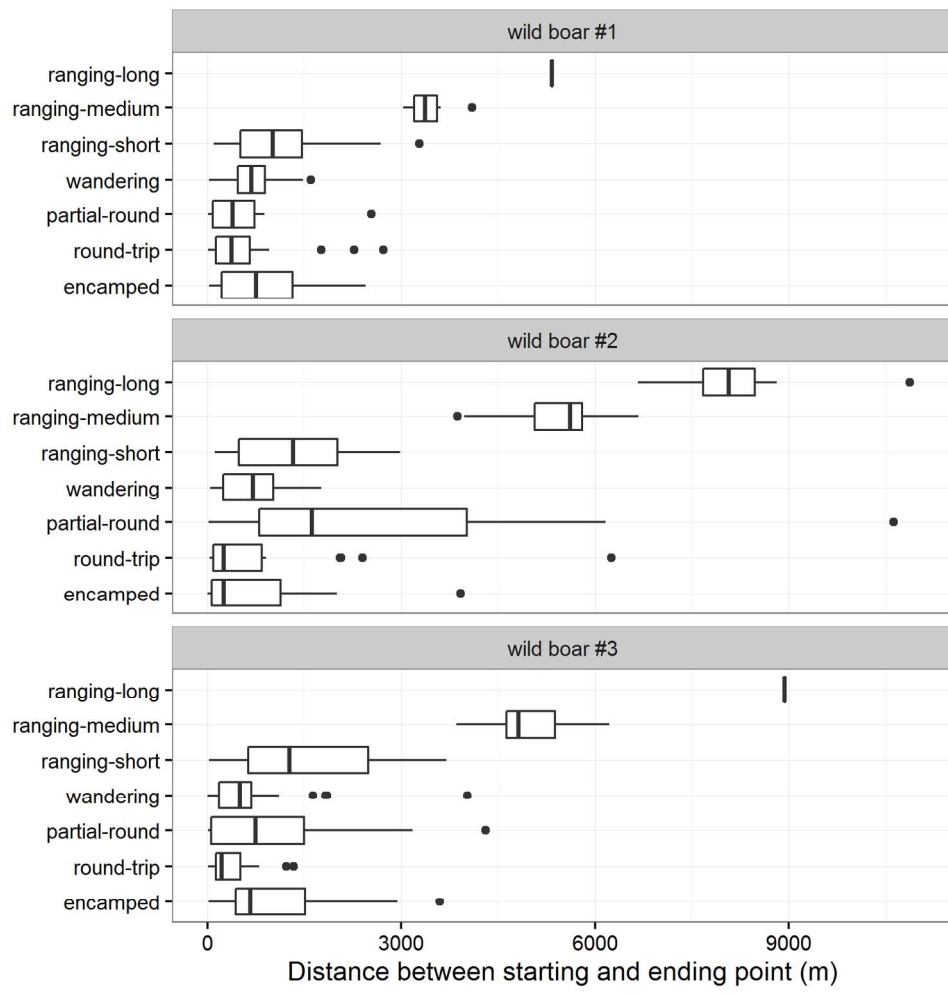 wild boar #1
ranging-long
ranging-medium
ranging-short
wandering
partial-round
round-trip
encamped
wild boar #2
ranging-long
ranging-medium
ranging-short
wandering
partial-round
round-trip
encamped
wild boar #3
ranging-long
ranging-medium
ranging-short
wandering
partial-round
round-trip
encamped
0 3000 6000 9000
Distance between starting and ending point (m)